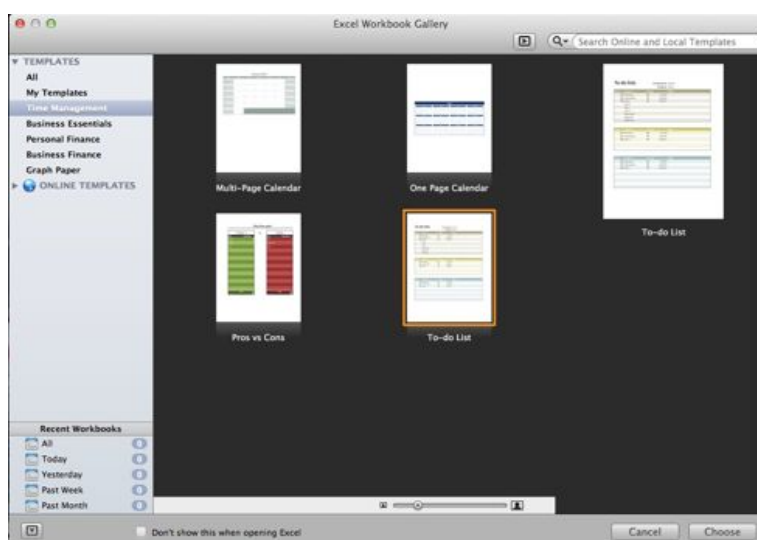 Excel Workbook Gallery
Search Online and Local Templates
TEMPLATES
All
My Templates
Time Management
Business Essentials
Personal Finance
Business Finance
Graph Paper
ONLINE TEMPLATES
Multi-Page Calendar
One Page Calendar
To-do List
Pros vs Cons
To-do List
Recent Workbooks
All
Today
Yesterday
Past Week
Past Month
Don't show this when opening Excel
Cancel
Choose